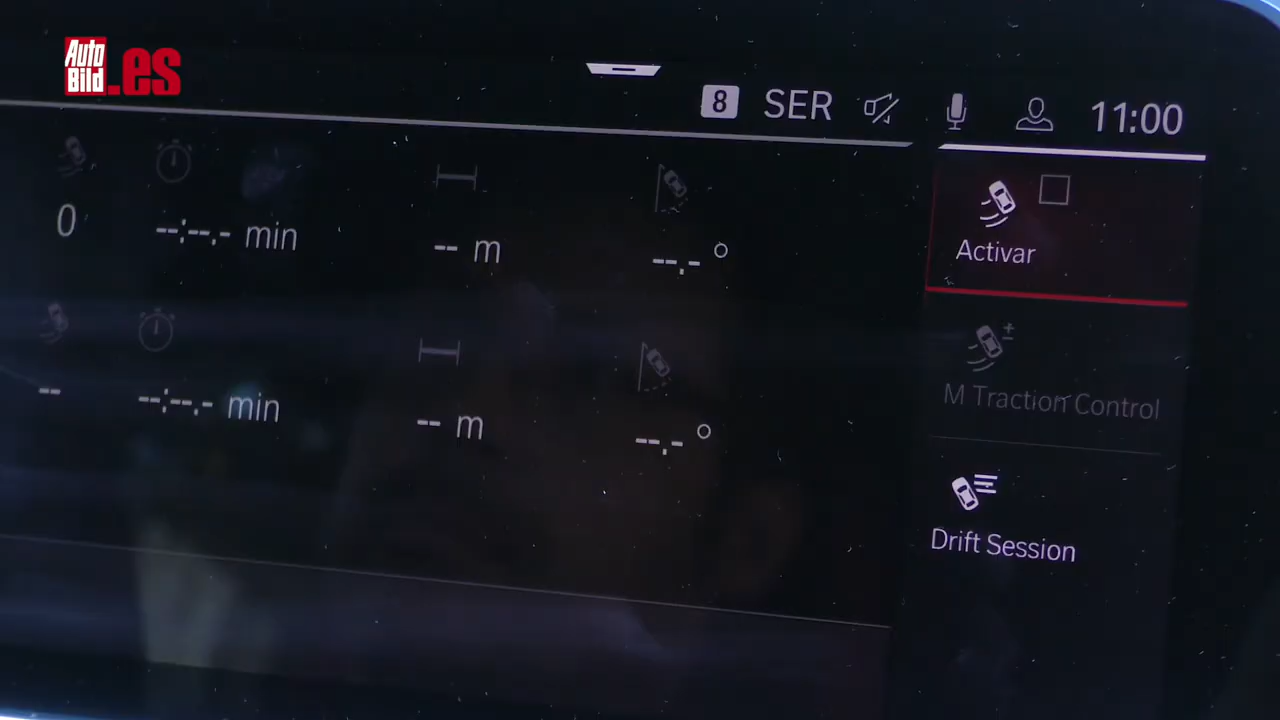 Auto
Bild
.es
8 SER 11:00
0 --:--.- min -- m --.- °
Activar
M Traction Control
-- --:--.- min -- m --.- °
Drift Session